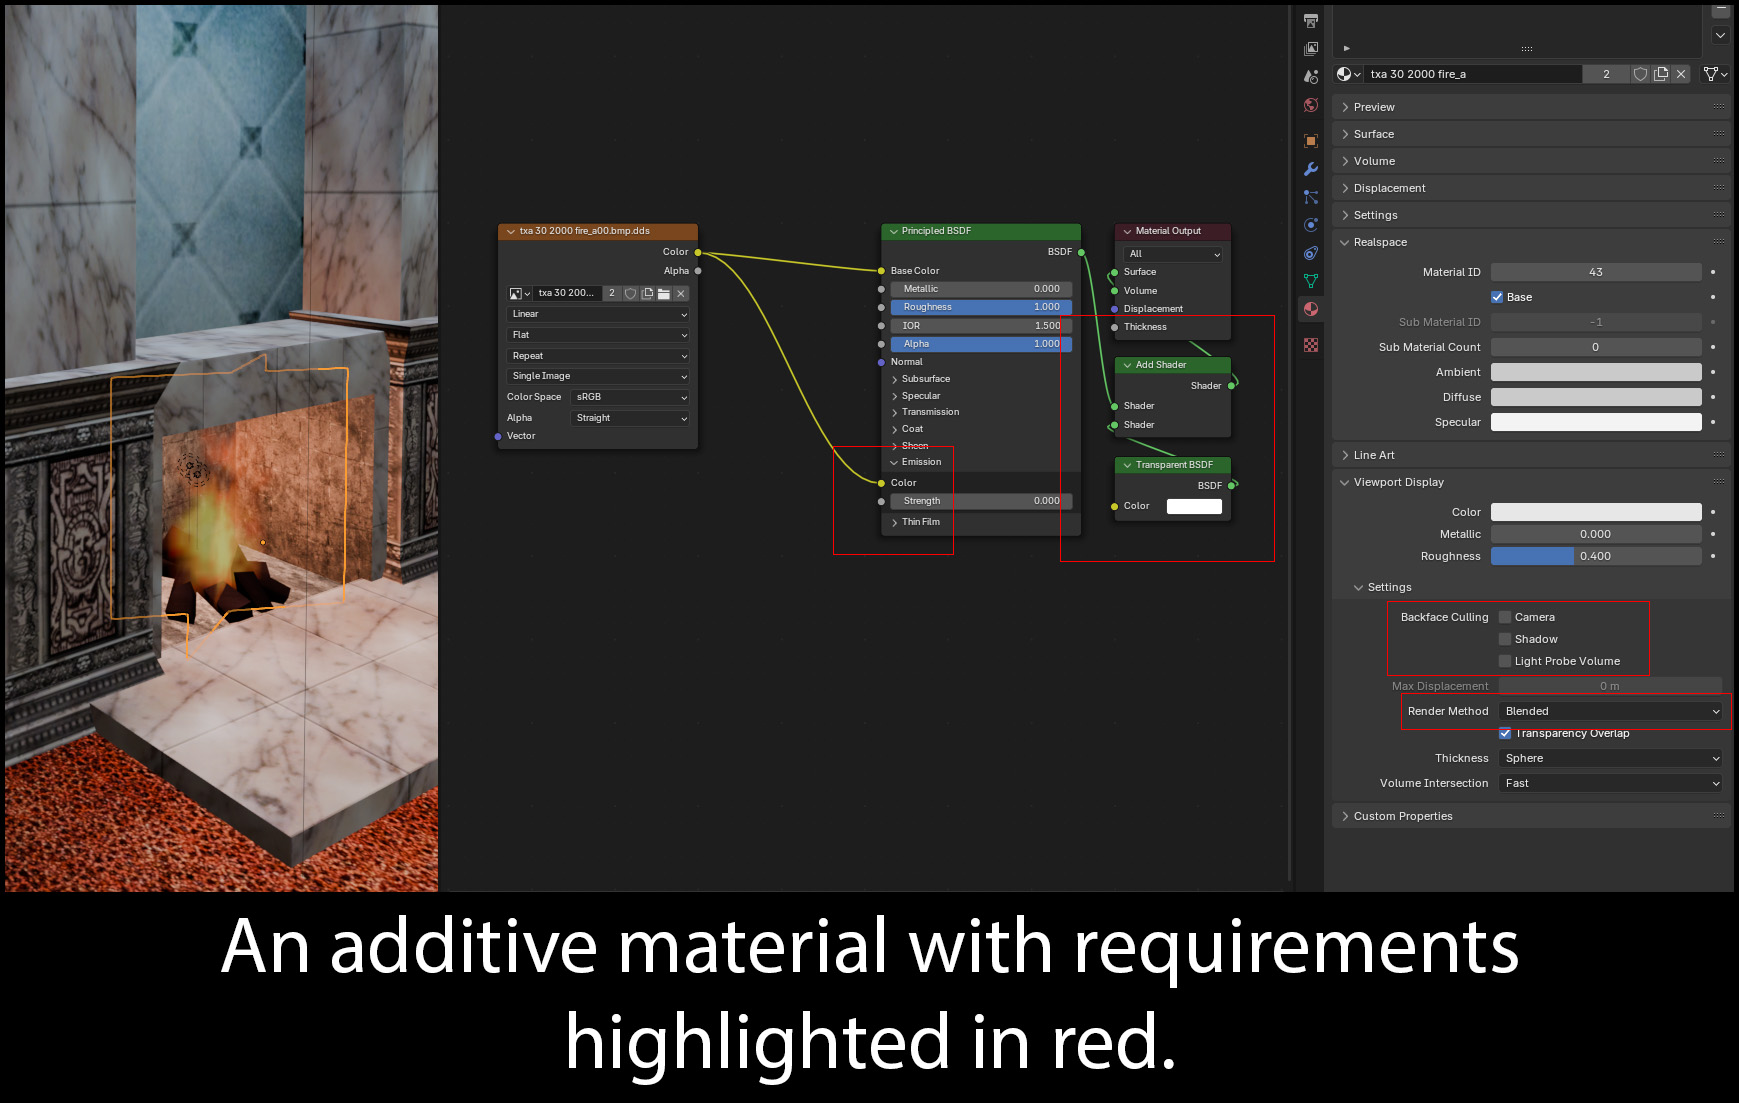 txa 30 2000 fire_a00.bmp.dds
Color
Alpha
txa 30 200...
2
Linear
Flat
Repeat
Single Image
Color Space
sRGB
Alpha
Straight
Vector
Principled BSDF
BSDF
Base Color
Metallic
0.000
Roughness
1.000
IOR
1.500
Alpha
1.000
Normal
Subsurface
Specular
Transmission
Coat
Sheen
Emission
Color
Strength
0.000
Thin Film
Material Output
All
Surface
Volume
Displacement
Thickness
Add Shader
Shader
Shader
Shader
Transparent BSDF
BSDF
Color
txa 30 2000 fire_a
2
Preview
Surface
Volume
Displacement
Settings
Realspace
Material ID
43
Base
Sub Material ID
-1
Sub Material Count
0
Ambient
Diffuse
Specular
Line Art
Viewport Display
Color
Metallic
0.000
Roughness
0.400
Settings
Backface Culling
Camera
Shadow
Light Probe Volume
Max Displacement
0 m
Render Method
Blended
Transparency Overlap
Thickness
Sphere
Volume Intersection
Fast
Custom Properties
An additive material with requirements
highlighted in red.